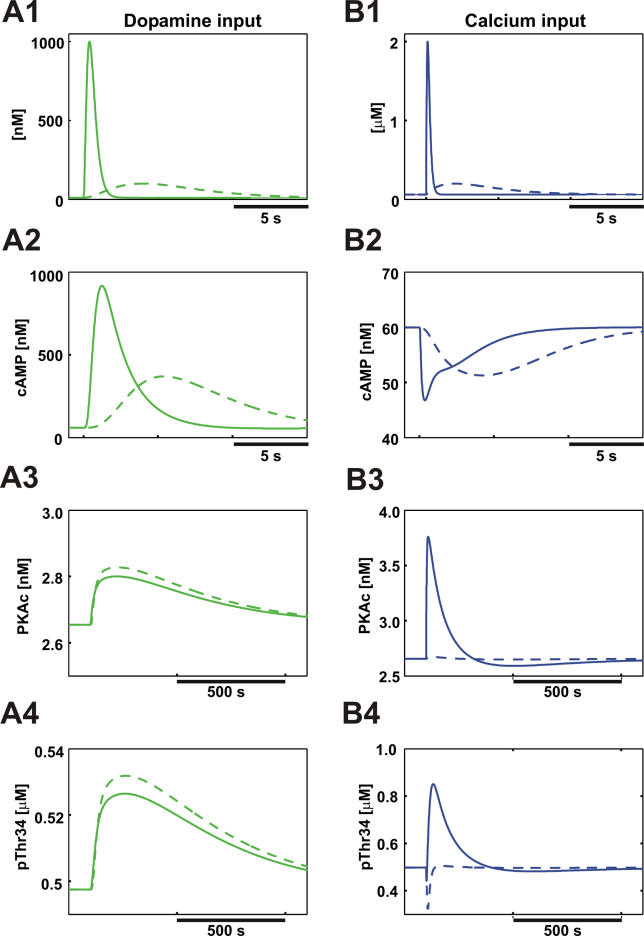 A1 Dopamine input
B1 Calcium input
1000
500
0
[nM]
5 s
2
1
0
[μM]
5 s
A2
1000
500
0
cAMP [nM]
5 s
B2
70
60
50
40
cAMP [nM]
5 s
A3
3.0
2.8
2.6
PKAc [nM]
500 s
B3
4.0
3.5
3.0
2.5
PKAc [nM]
500 s
A4
0.54
0.52
0.5
pThr34 [μM]
500 s
B4
1.0
0.8
0.6
0.4
pThr34 [μM]
500 s